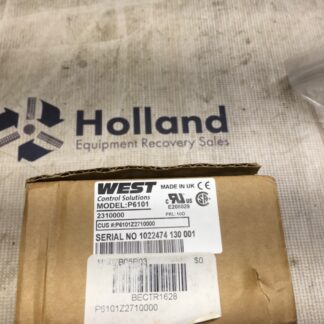 Holland
Equipment Recovery Sales
WEST
Control Solutions
MADE IN UK
MODEL:P6101
2310000
CUS #:P6101Z2710000
SERIAL NO 1022474 130 001
BECTR1628
P6101Z2710000